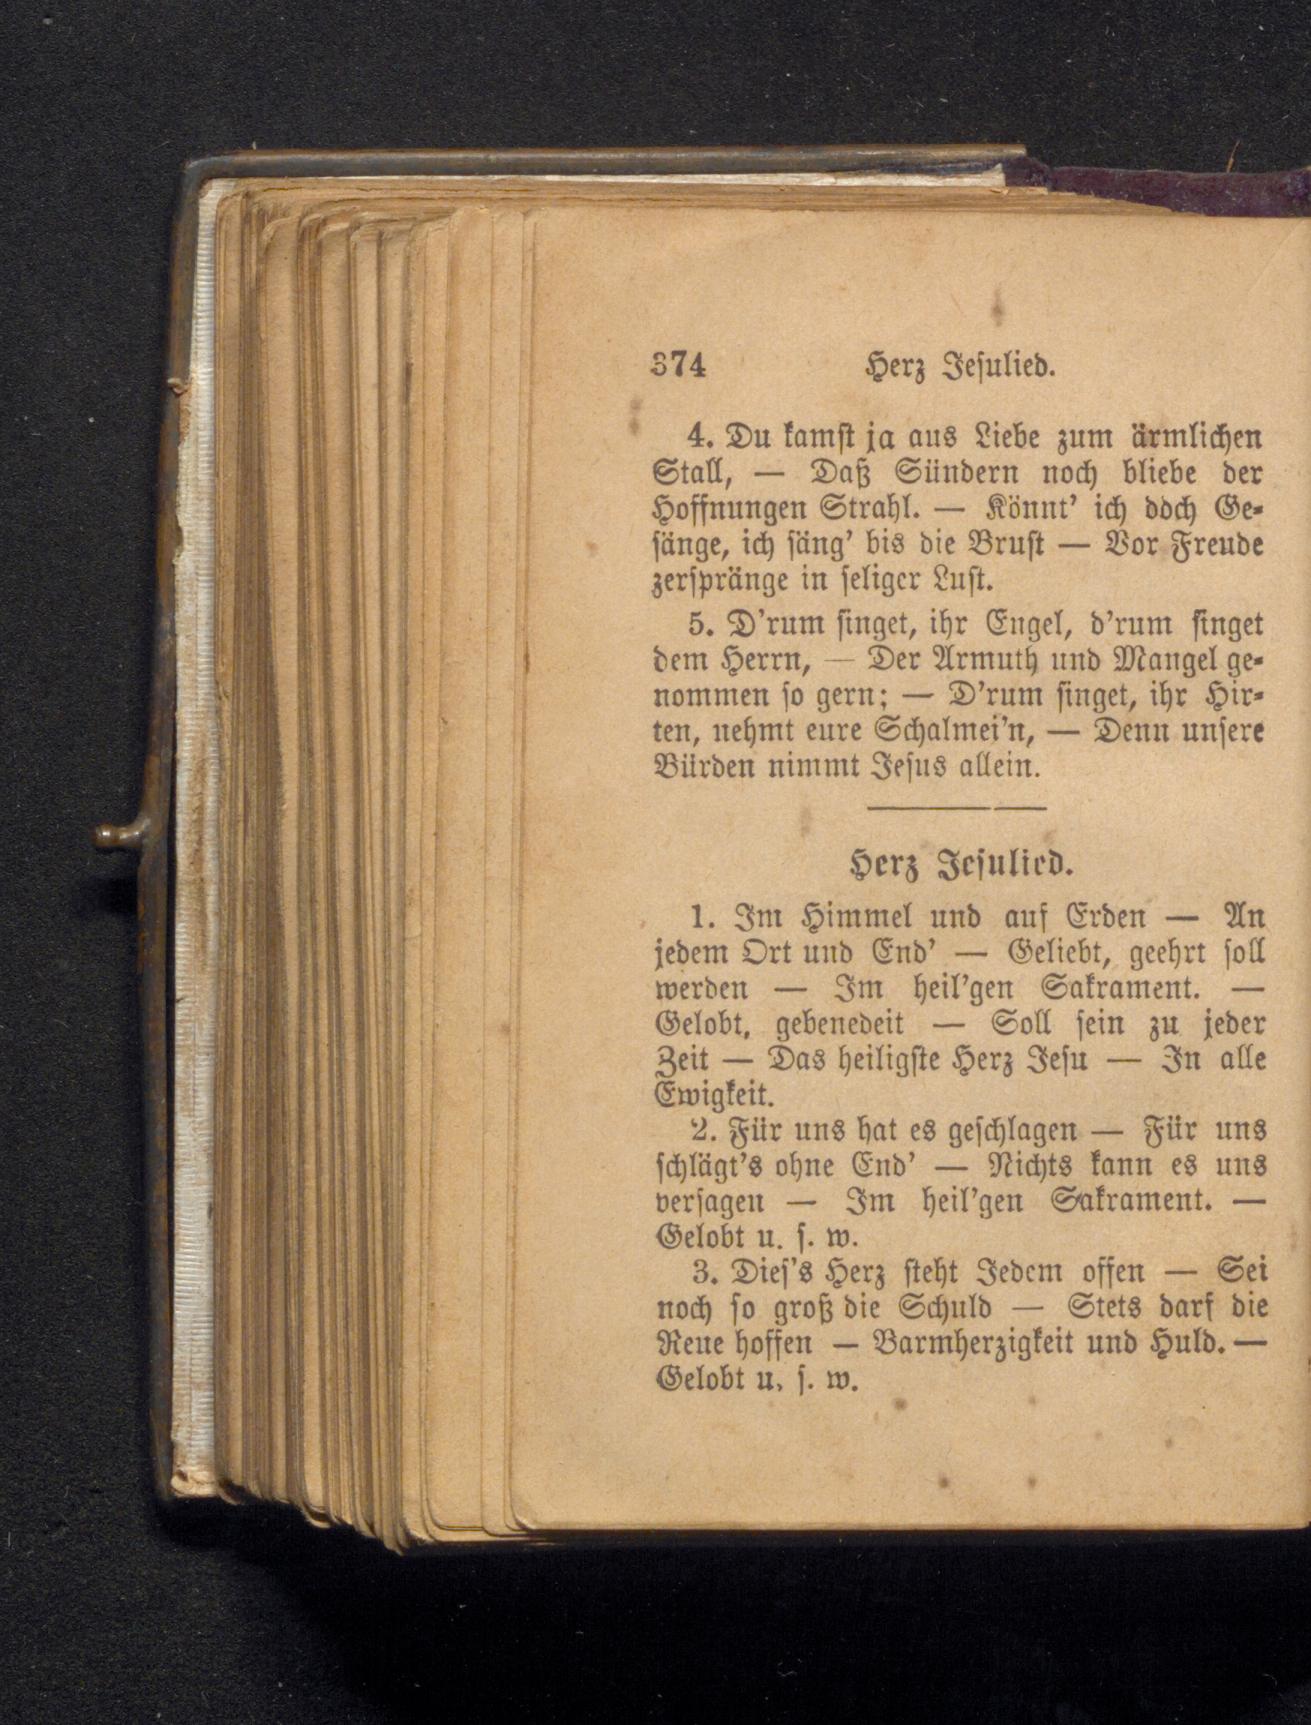 374 Herz Jesulied.
4. Du kamst ja aus Liebe zum ärmlichen
Stall, — Daß Sündern noch bliebe der
Hoffnungen Strahl. — Könnt' ich doch Ge-
sänge, ich säng' bis die Brust — Vor Freude
zerspränge in seliger Lust.
5. D'rum singet, ihr Engel, d'rum singet
dem Herrn, — Der Armuth und Mangel ge-
nommen so gern; — D'rum singet, ihr Hir-
ten, nehmt eure Schalmei'n, — Denn unsere
Bürden nimmt Jesus allein.
Herz Jesulied.
1. Im Himmel und auf Erden — An
jedem Ort und End' — Geliebt, geehrt soll
werden — Im heil'gen Sakrament. —
Gelobt, gebenedeit — Soll sein zu jeder
Zeit — Das heiligste Herz Jesu — In alle
Ewigkeit.
2. Für uns hat es geschlagen — Für uns
schlägt's ohne End' — Nichts kann es uns
versagen — Im heil'gen Sakrament. —
Gelobt u. s. w.
3. Dies's Herz steht Jedem offen — Sei
noch so groß die Schuld — Stets darf die
Reue hoffen — Barmherzigkeit und Huld. —
Gelobt u. s. w.